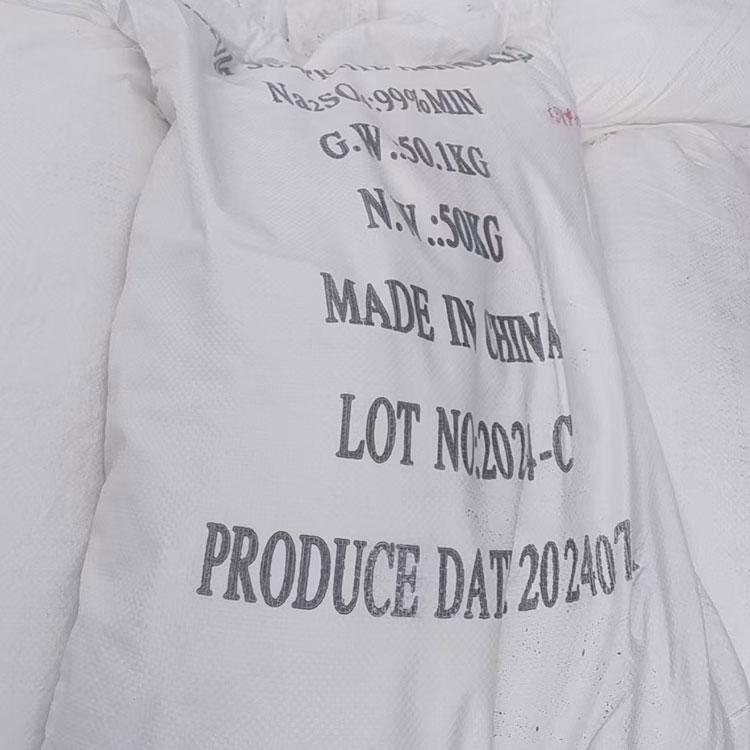 Na₂SO₄:99%MIN
G.W.:50.1KG
N.W.:50KG
MADE IN CHINA
LOT NO:2024-C
PRODUCE DAT 202407